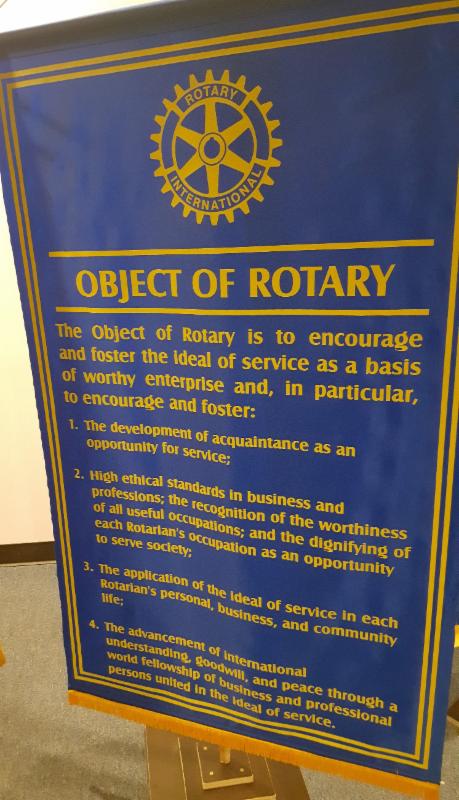 ROTARY
INTERNATIONAL
OBJECT OF ROTARY
The Object of Rotary is to encourage
and foster the ideal of service as a basis
of worthy enterprise and, in particular,
to encourage and foster:
1. The development of acquaintance as an
opportunity for service;
2. High ethical standards in business and
professions; the recognition of the worthiness
of all useful occupations; and the dignifying of
each Rotarian's occupation as an opportunity
to serve society;
3. The application of the ideal of service in each
Rotarian's personal, business, and community
life;
4. The advancement of international
understanding, goodwill, and peace through a
world fellowship of business and professional
persons united in the ideal of service.